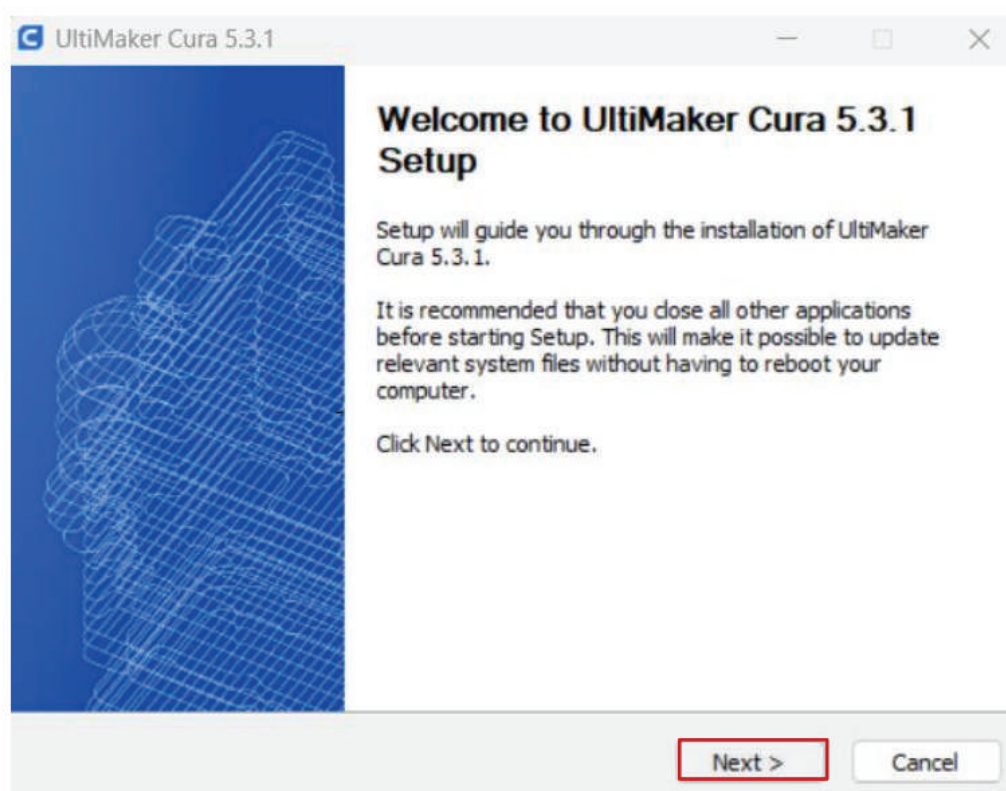 UltiMaker Cura 5.3.1
Welcome to UltiMaker Cura 5.3.1
Setup
Setup will guide you through the installation of UltiMaker
Cura 5.3.1.
It is recommended that you close all other applications
before starting Setup. This will make it possible to update
relevant system files without having to reboot your
computer.
Click Next to continue.
Next >
Cancel